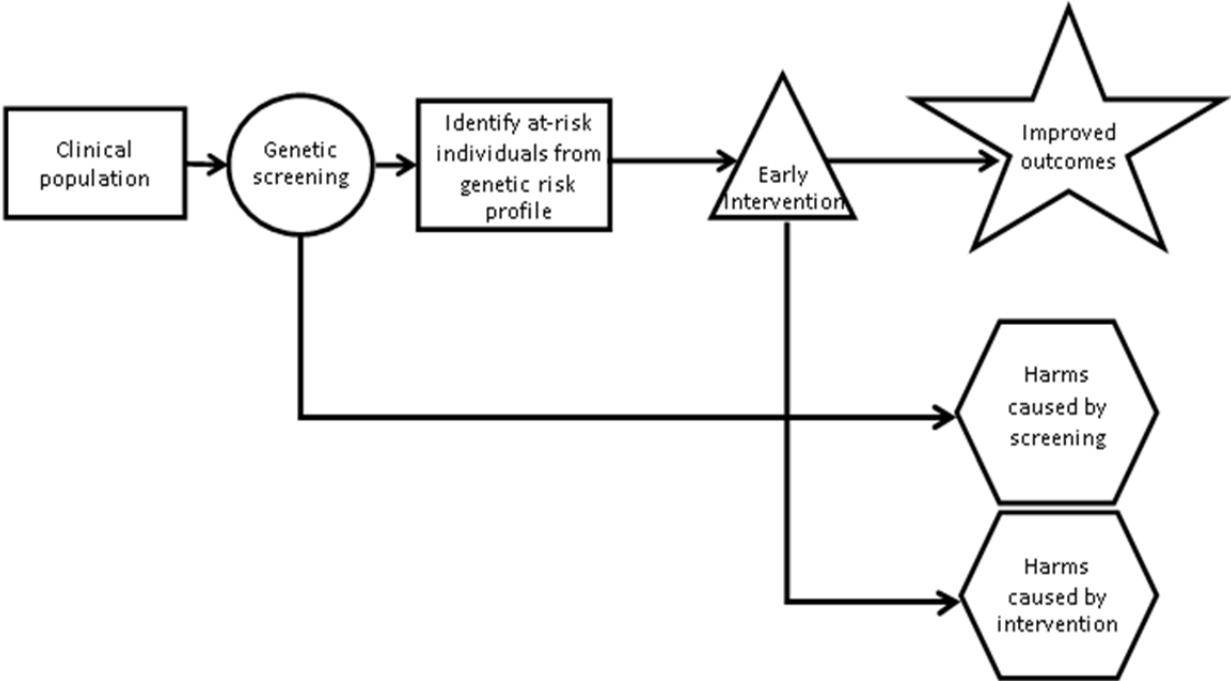 Clinical
population
Genetic
screening
Identify at-risk
individuals from
genetic risk
profile
Early
Intervention
Improved
outcomes
Harms
caused by
screening
Harms
caused by
intervention